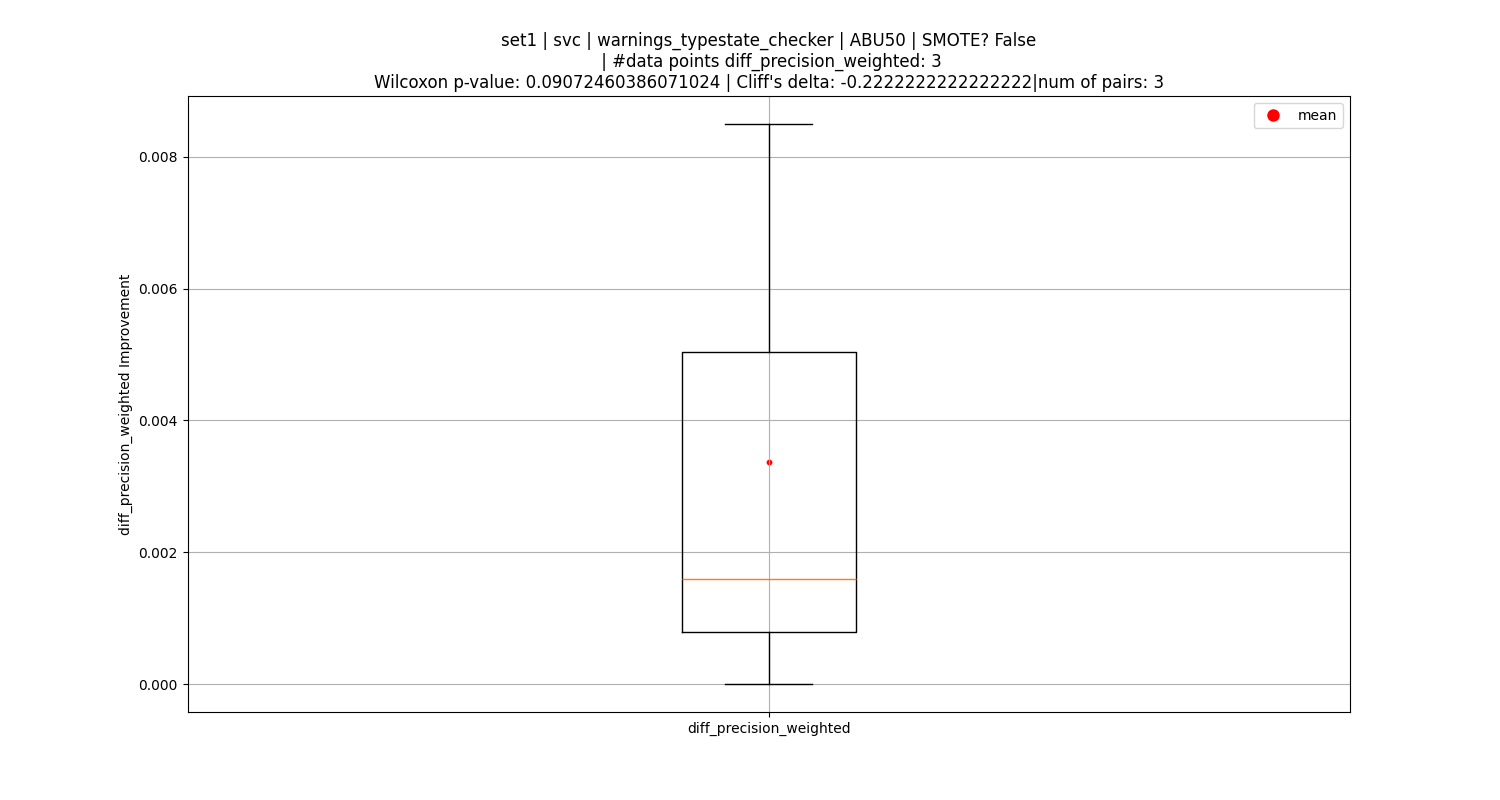 set1 | svc | warnings_typestate_checker | ABU50 | SMOTE? False
| #data points diff_precision_weighted: 3
Wilcoxon p-value: 0.09072460386071024 | Cliff's delta: -0.2222222222222222|num of pairs: 3
mean
0.008
0.006
0.004
0.002
0.000
diff_precision_weighted Improvement
diff_precision_weighted